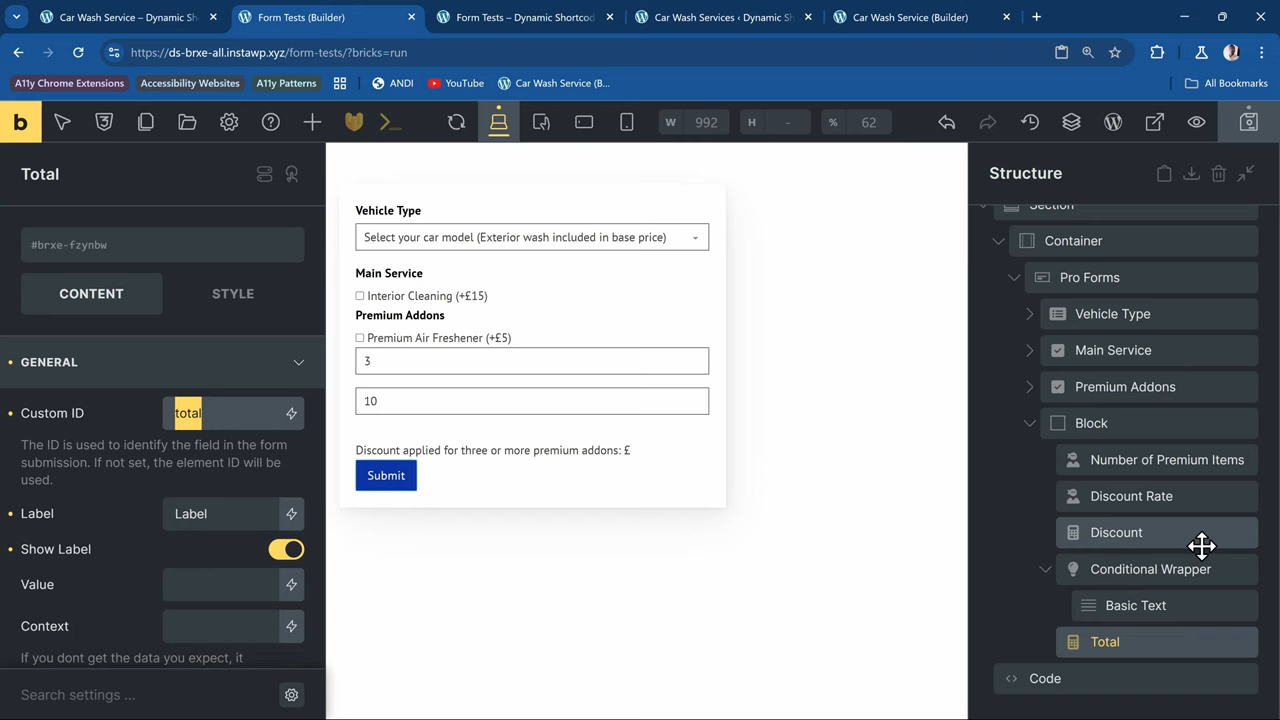 Car Wash Service – Dynamic Sh
Form Tests (Builder)
Form Tests – Dynamic Shortcod
Car Wash Services ‹ Dynamic Sh
Car Wash Service (Builder)
https://ds-brxe-all.instawp.xyz/form-tests/?bricks=run
A11y Chrome Extensions
Accessibility Websites
A11y Patterns
ANDI
YouTube
Car Wash Service (B...
All Bookmarks
b
W 992
H -
% 62
Total
#brxe-fzynbw
CONTENT
STYLE
GENERAL
Custom ID
total
The ID is used to identify the field in the form
submission. If not set, the element ID will be
used.
Label
Label
Show Label
Value
Context
If you dont get the data you expect, it
Search settings ...
Vehicle Type
Select your car model (Exterior wash included in base price)
Main Service
Interior Cleaning (+£15)
Premium Addons
Premium Air Freshener (+£5)
3
10
Discount applied for three or more premium addons: £
Submit
Structure
Section
Container
Pro Forms
Vehicle Type
Main Service
Premium Addons
Block
Number of Premium Items
Discount Rate
Discount
Conditional Wrapper
Basic Text
Total
Code